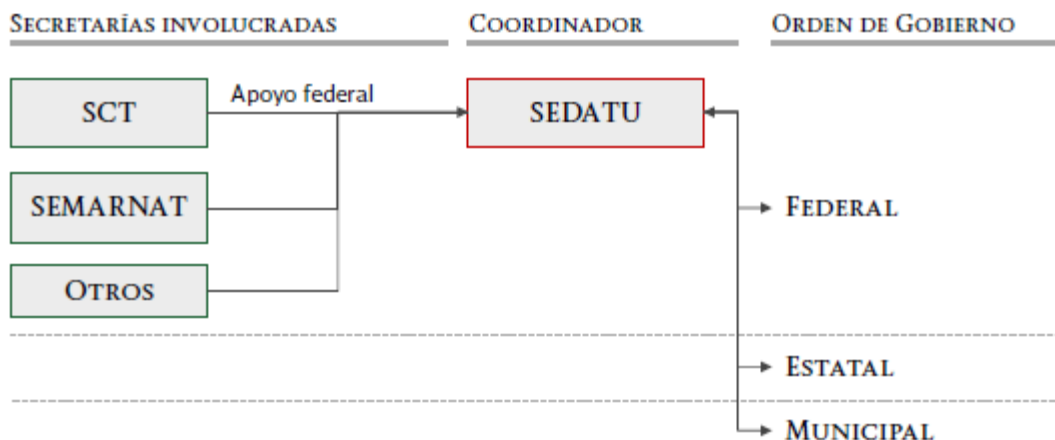 SECRETARÍAS INVOLUCRADAS
COORDINADOR
ORDEN DE GOBIERNO
SCT
Apoyo federal
SEDATU
SEMARNAT
FEDERAL
OTROS
ESTATAL
MUNICIPAL